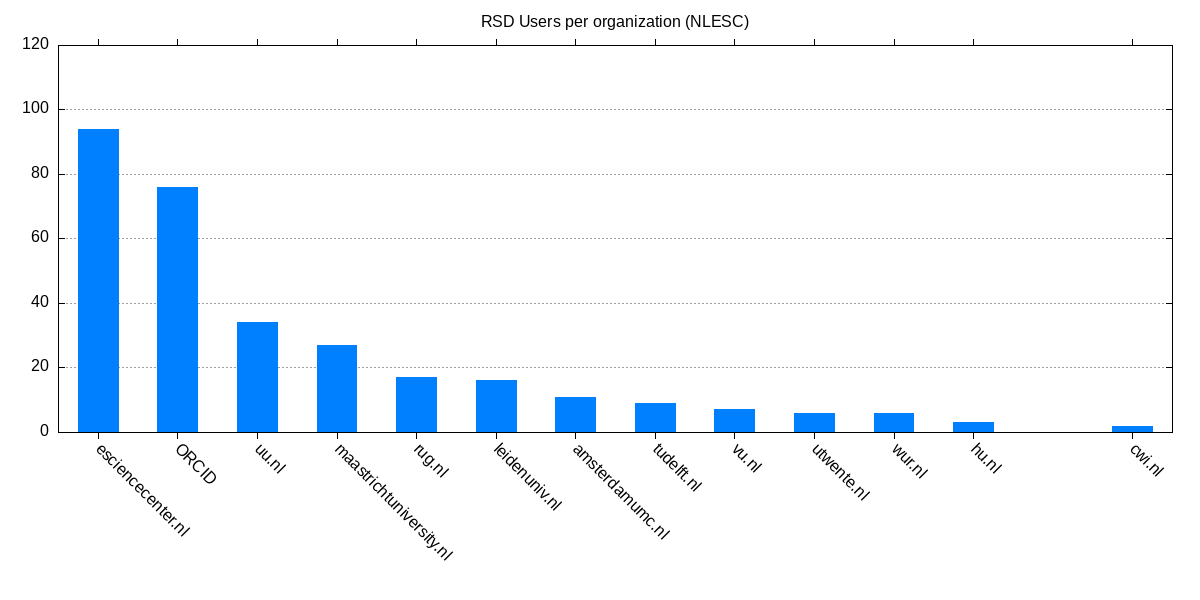 RSD Users per organization (NLESC)
120
100
80
60
40
20
0
esciencecenter.nl
ORCID
uu.nl
maastrichtuniversity.nl
rug.nl
leidenuniv.nl
amsterdamumc.nl
tudelft.nl
vu.nl
utwente.nl
wur.nl
hu.nl
cwi.nl